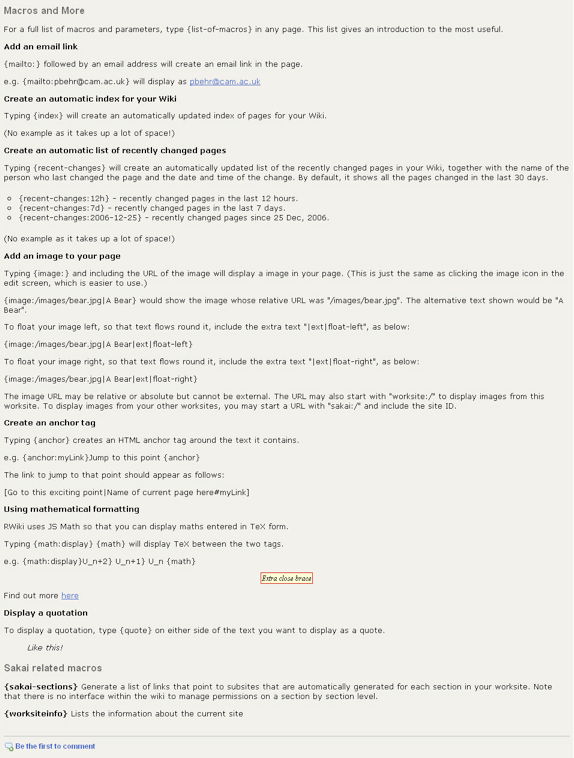 Macros and More
For a full list of macros and parameters, type {list-of-macros} in any page. This list gives an introduction to the most useful.
Add an email link
{mailto:} followed by an email address will create an email link in the page.
e.g. {mailto:pbehr@cam.ac.uk} will display as pbehr@cam.ac.uk
Create an automatic index for your Wiki
Typing {index} will create an automatically updated index of pages for your Wiki.
(No example as it takes up a lot of space!)
Create an automatic list of recently changed pages
Typing {recent-changes} will create an automatically updated list of the recently changed pages in your Wiki, together with the name of the
person who last changed the page and the date and time of the change. By default, it shows all the pages changed in the last 30 days.
{recent-changes:12h} – recently changed pages in the last 12 hours.
{recent-changes:7d} – recently changed pages in the last 7 days.
{recent-changes:2006-12-25} – recently changed pages since 25 Dec, 2006.
(No example as it takes up a lot of space!)
Add an image to your page
Typing {image:} and including the URL of the image will display a image in your page. (This is just the same as clicking the image icon in the
edit screen, which is easier to use.)
{image:/images/bear.jpg|A Bear} would show the image whose relative URL was "/images/bear.jpg". The alternative text shown would be "A
Bear".
To float your image left, so that text flows round it, include the extra text "|ext|float-left", as below:
{image:/images/bear.jpg|A Bear|ext|float-left}
To float your image right, so that text flows round it, include the extra text "|ext|float-right", as below:
{image:/images/bear.jpg|A Bear|ext|float-right}
The image URL may be relative or absolute but cannot be external. The URL may also start with "worksite:/" to display images from this
worksite. To display images from your other worksites, you may start a URL with "sakai:/" and include the site ID.
Create an anchor tag
Typing {anchor} creates an HTML anchor tag around the text it contains.
e.g. {anchor:myLink}Jump to this point {anchor}
The link to jump to that point should appear as follows:
[Go to this exciting point|Name of current page here#myLink]
Using mathematical formatting
RWiki uses JS Math so that you can display maths entered in TeX form.
Typing {math:display} {math} will display TeX between the two tags.
e.g. {math:display}U_n+2} U_n+1} U_n {math}
Extra close brace
Find out more here
Display a quotation
To display a quotation, type {quote} on either side of the text you want to display as a quote.
Like this!
Sakai related macros
{sakai-sections} Generate a list of links that point to subsites that are automatically generated for each section in your worksite. Note
that there is no interface within the wiki to manage permissions on a section by section level.
{worksiteinfo} Lists the information about the current site
Be the first to comment